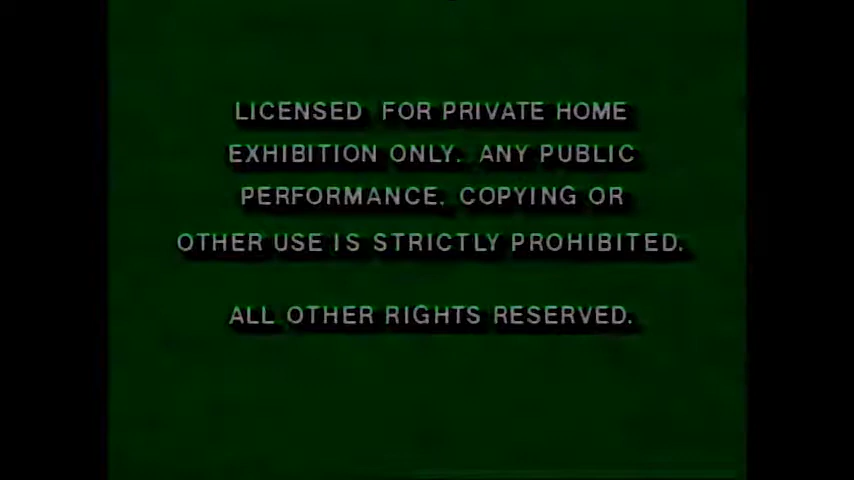 LICENSED FOR PRIVATE HOME
EXHIBITION ONLY. ANY PUBLIC
PERFORMANCE, COPYING OR
OTHER USE IS STRICTLY PROHIBITED.
ALL OTHER RIGHTS RESERVED.